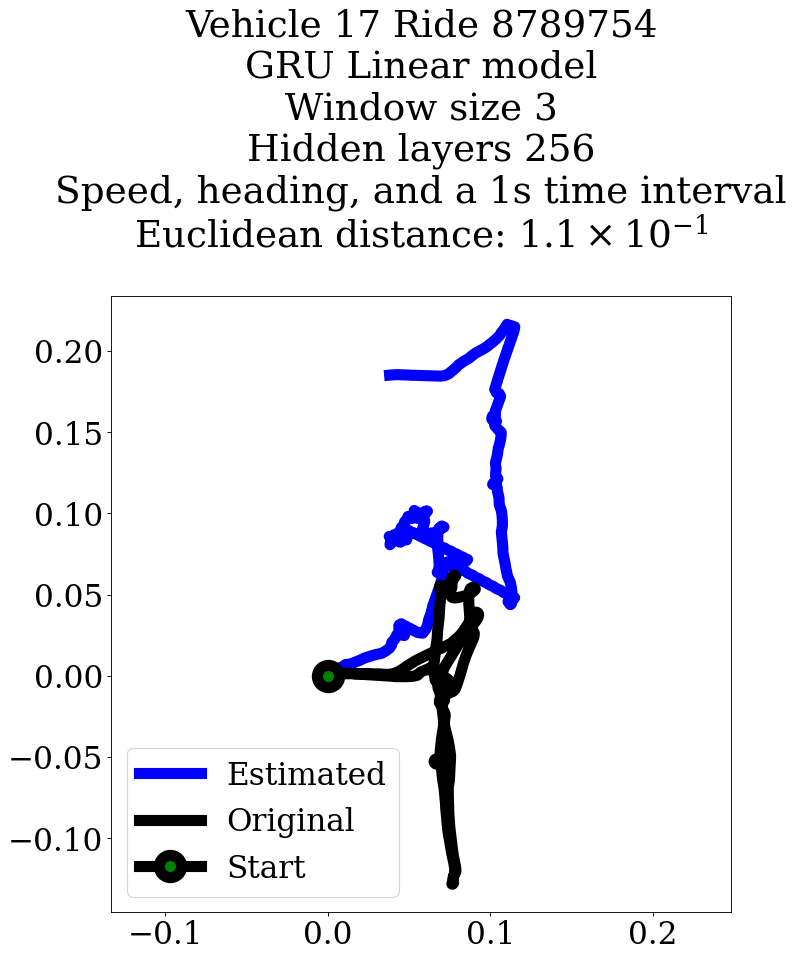 Vehicle 17 Ride 8789754
GRU Linear model
Window size 3
Hidden layers 256
Speed, heading, and a 1s time interval
Euclidean distance: 1.1 × 10⁻¹
0.20
0.15
0.10
0.05
0.00
−0.05
−0.10
Estimated
Original
Start
−0.1 0.0 0.1 0.2